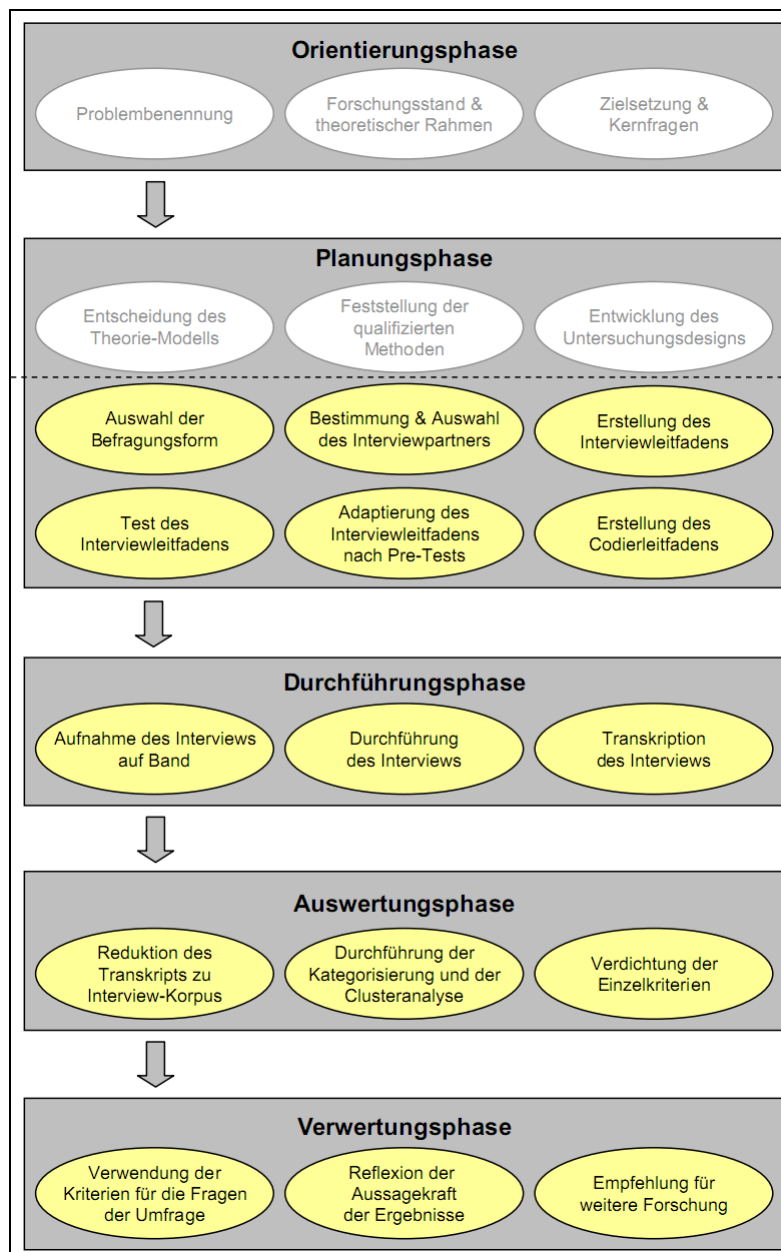 Orientierungsphase
Problembenennung
Forschungsstand &
theoretischer Rahmen
Zielsetzung &
Kernfragen
Planungsphase
Entscheidung des
Theorie-Modells
Feststellung der
qualifizierten
Methoden
Entwicklung des
Untersuchungsdesigns
Auswahl der
Befragungsform
Bestimmung & Auswahl
des Interviewpartners
Erstellung des
Interviewleitfadens
Test des
Interviewleitfadens
Adaptierung des
Interviewleitfadens
nach Pre-Tests
Erstellung des
Codierleitfadens
Durchführungsphase
Aufnahme des Interviews
auf Band
Durchführung
des Interviews
Transkription
des Interviews
Auswertungsphase
Reduktion des
Transkripts zu
Interview-Korpus
Durchführung der
Kategorisierung und der
Clusteranalyse
Verdichtung der
Einzelkriterien
Verwertungsphase
Verwendung der
Kriterien für die Fragen
der Umfrage
Reflexion der
Aussagekraft
der Ergebnisse
Empfehlung für
weitere Forschung